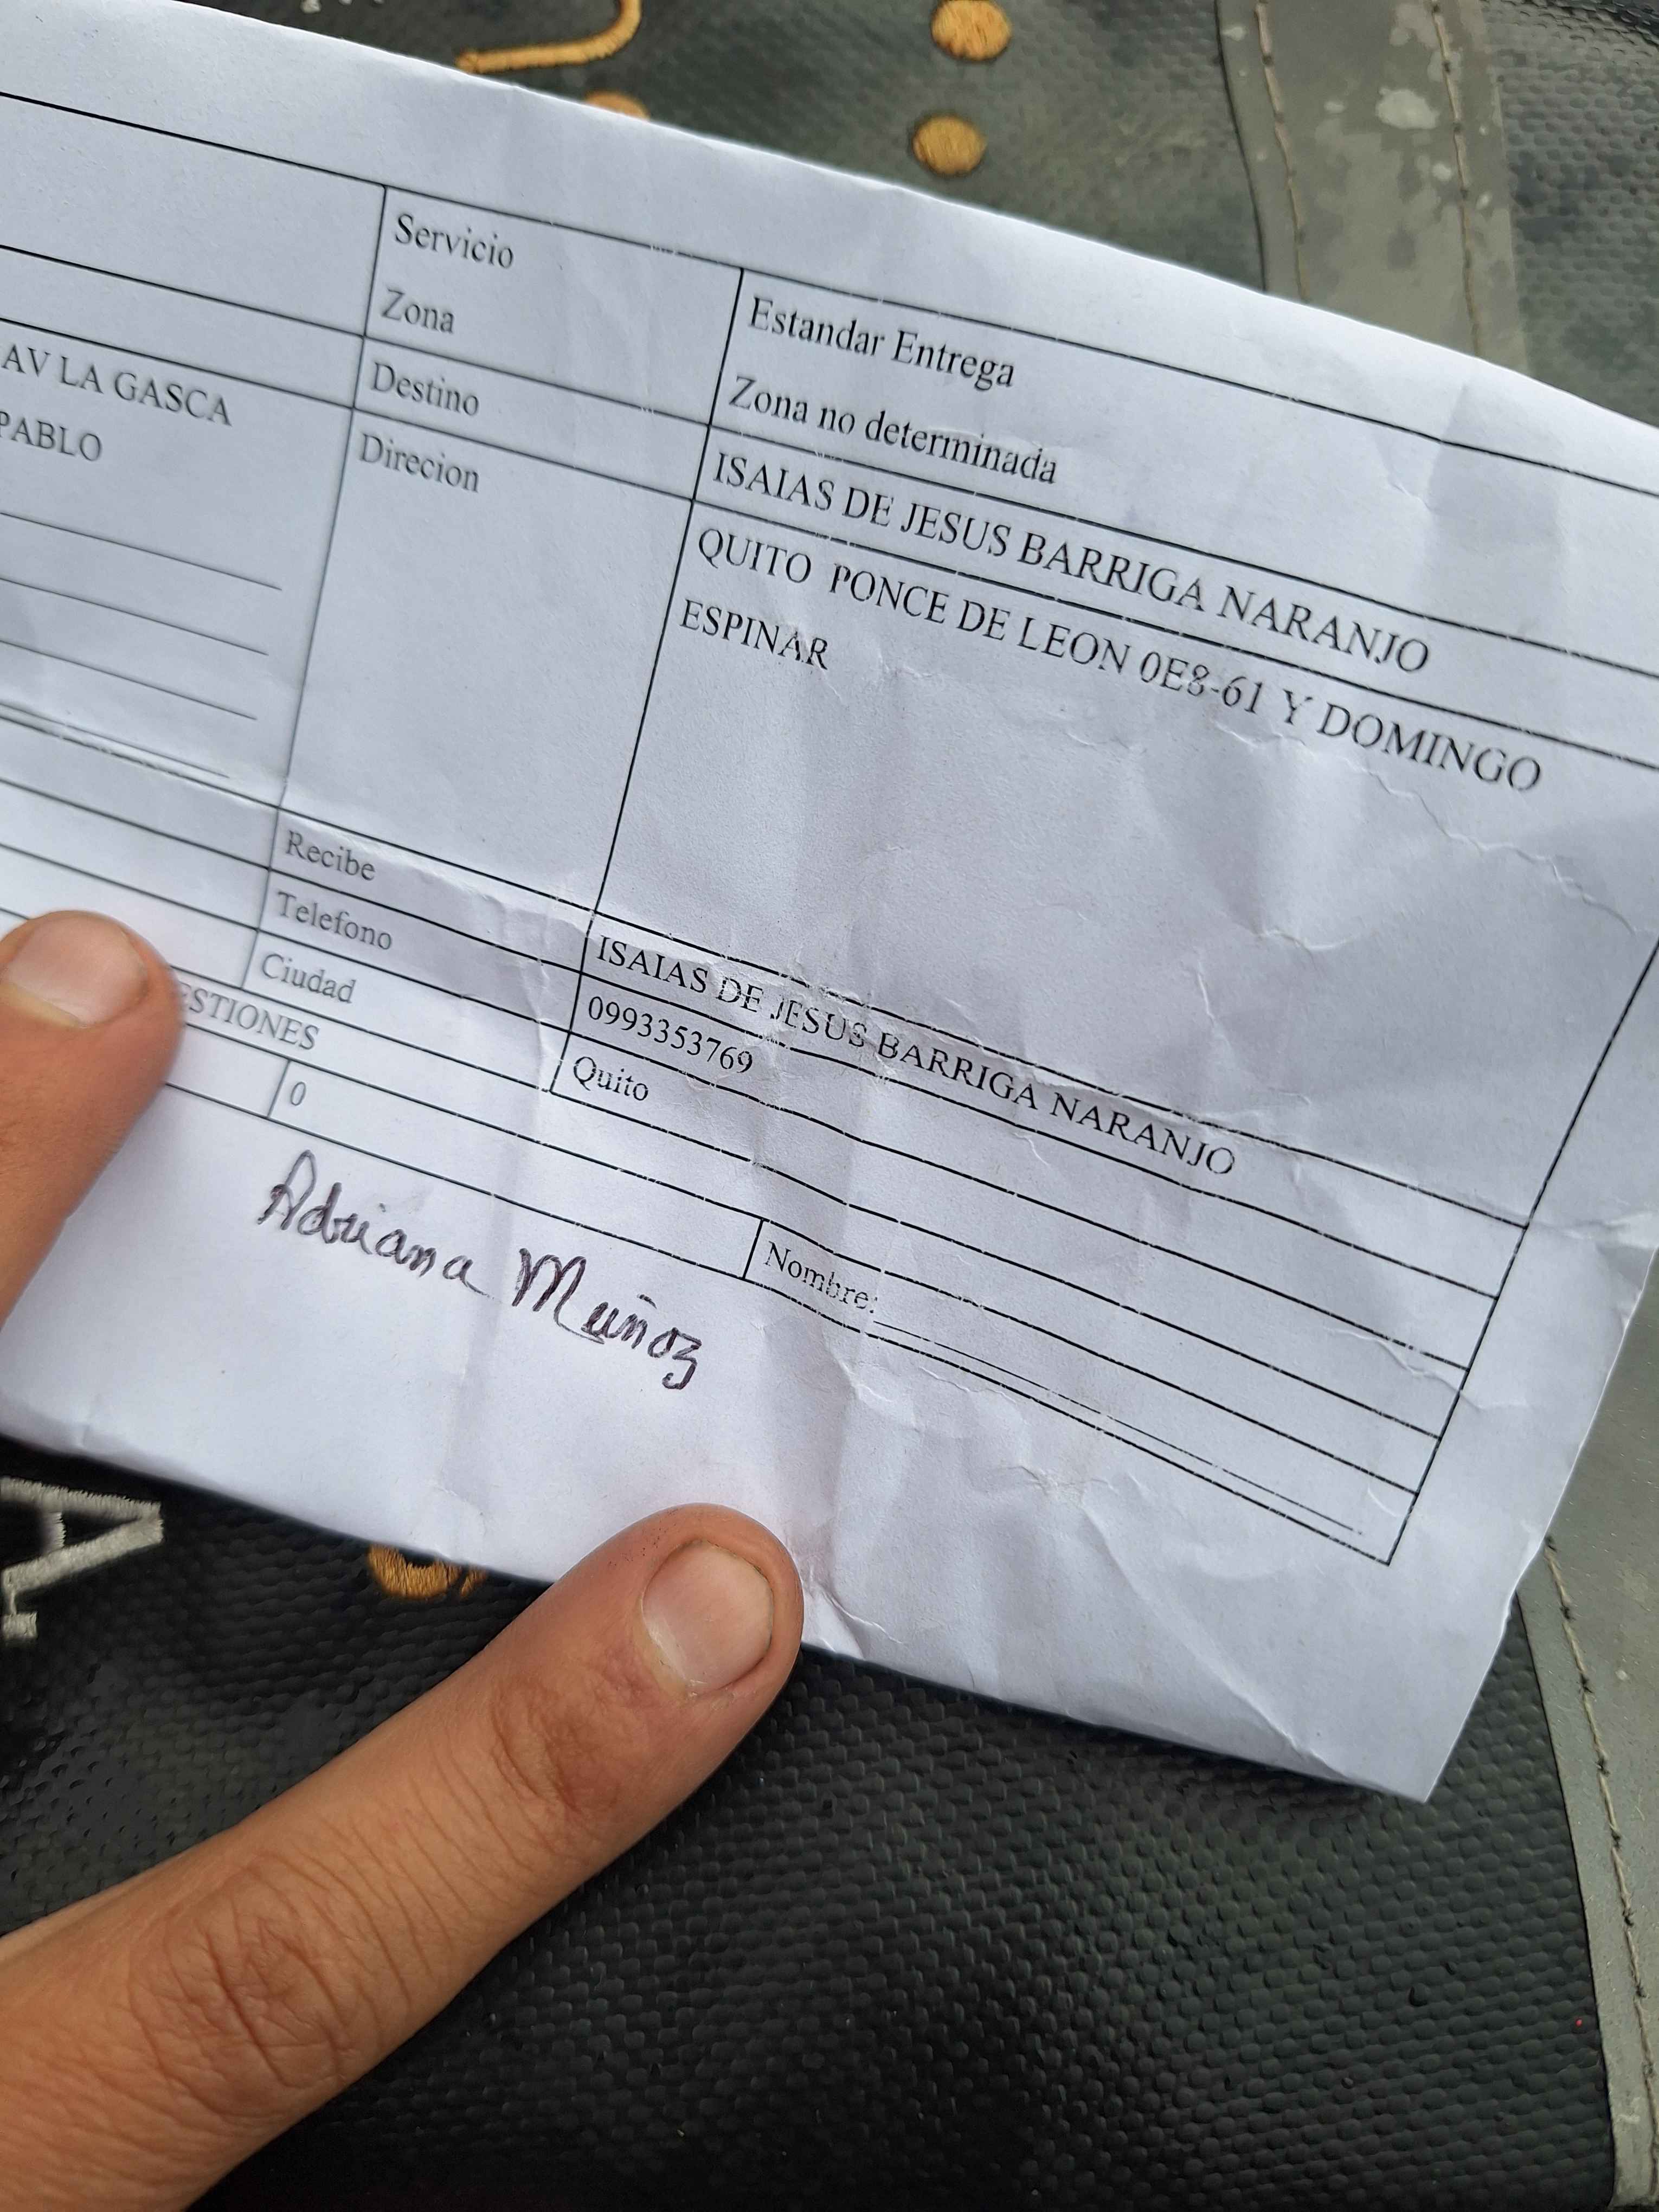 Servicio
Estandar Entrega
Zona
Zona no determinada
AV LA GASCA
PABLO
Destino
ISAIAS DE JESUS BARRIGA NARANJO
Direcion
QUITO PONCE DE LEON 0E8-61 Y DOMINGO
ESPINAR
Recibe
ISAIAS DE JESUS BARRIGA NARANJO
Telefono
0993353769
Ciudad
Quito
ESTIONES
0
Nombre:
Adriana Muñoz
A